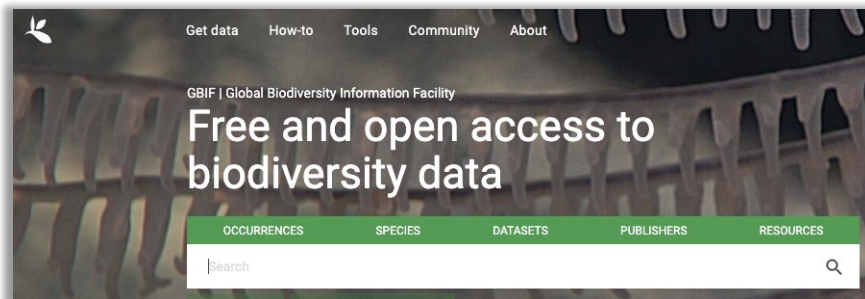 Get data How-to Tools Community About
GBIF | Global Biodiversity Information Facility
Free and open access to
biodiversity data
OCCURRENCES SPECIES DATASETS PUBLISHERS RESOURCES
Search